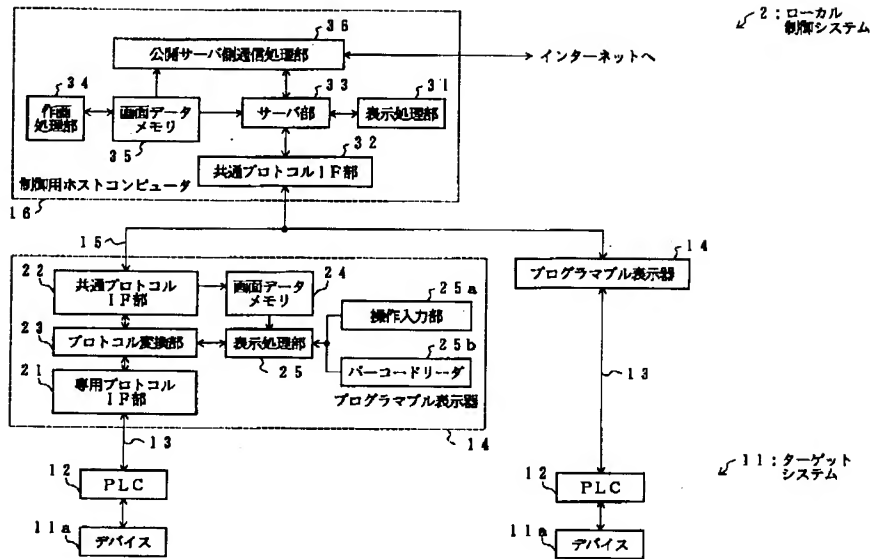 2：ローカル
制御システム
36
公開サーバ側通信処理部
インターネットへ
34
作画
処理部
画面データ
メモリ
35
33
サーバ部
31
表示処理部
32
共通プロトコルIF部
制御用ホストコンピュータ
16
15
14
プログラマブル表示器
22
共通プロトコル
IF部
24
画面データ
メモリ
25a
操作入力部
23
プロトコル変換部
表示処理部
25
25b
バーコードリーダ
21
専用プロトコル
IF部
プログラマブル表示器
14
13
13
12
PLC
11a
デバイス
12
PLC
11a
デバイス
11：ターゲット
システム